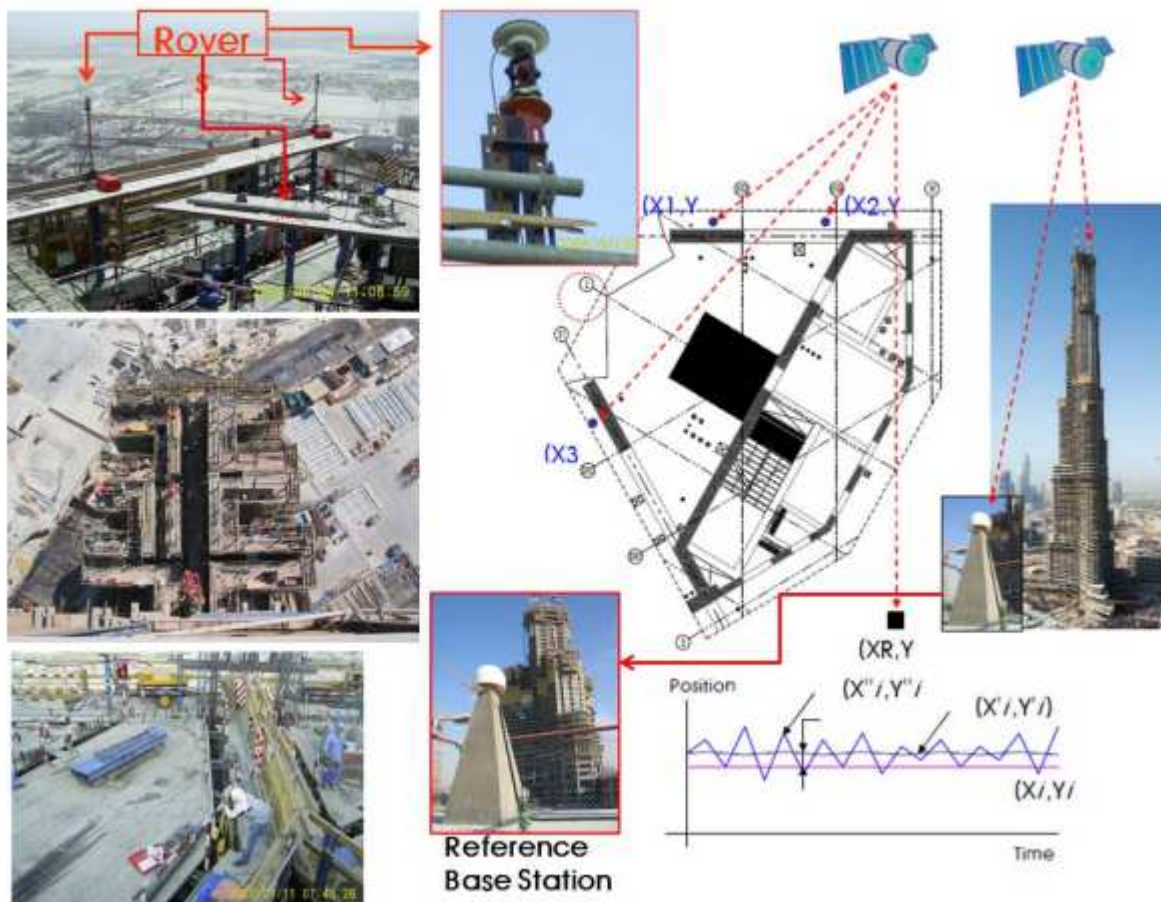 Rover
s
(X1,Y
(X2,Y
(X3
(XR,Y
Position
(X"i,Y"i
(X'i,Y'i)
(Xi,Yi
Time
Reference
Base Station